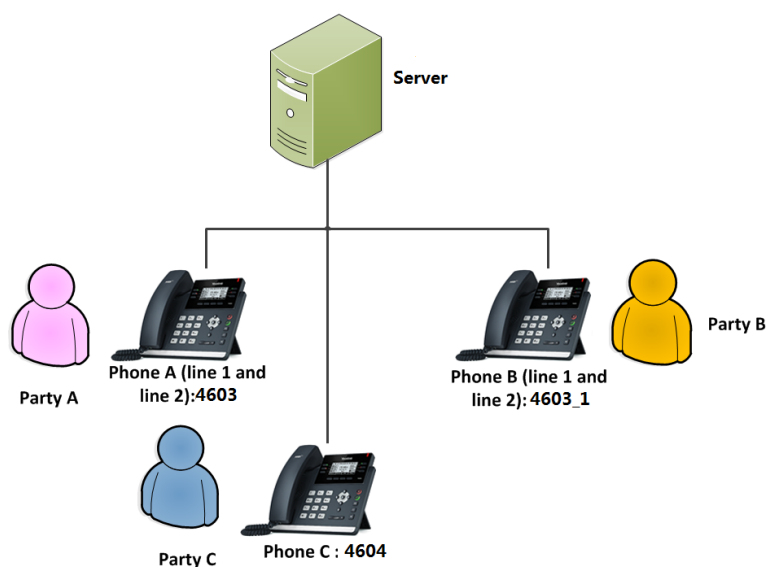 Server
Party B
Phone A (line 1 and
line 2):4603
Phone B (line 1 and
line 2): 4603_1
Party A
Phone C : 4604
Party C